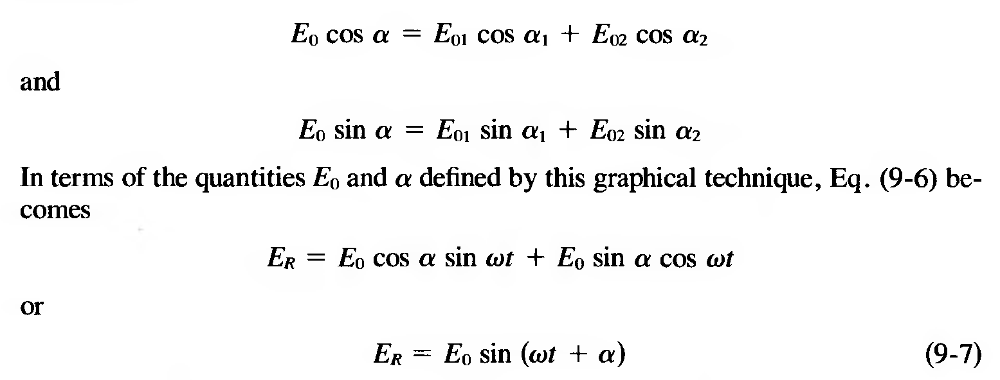 E₀ cos α = E₀₁ cos α₁ + E₀₂ cos α₂
and
E₀ sin α = E₀₁ sin α₁ + E₀₂ sin α₂
In terms of the quantities E₀ and α defined by this graphical technique, Eq. (9-6) be-
comes
E_R = E₀ cos α sin ωt + E₀ sin α cos ωt
or
E_R = E₀ sin (ωt + α) (9-7)